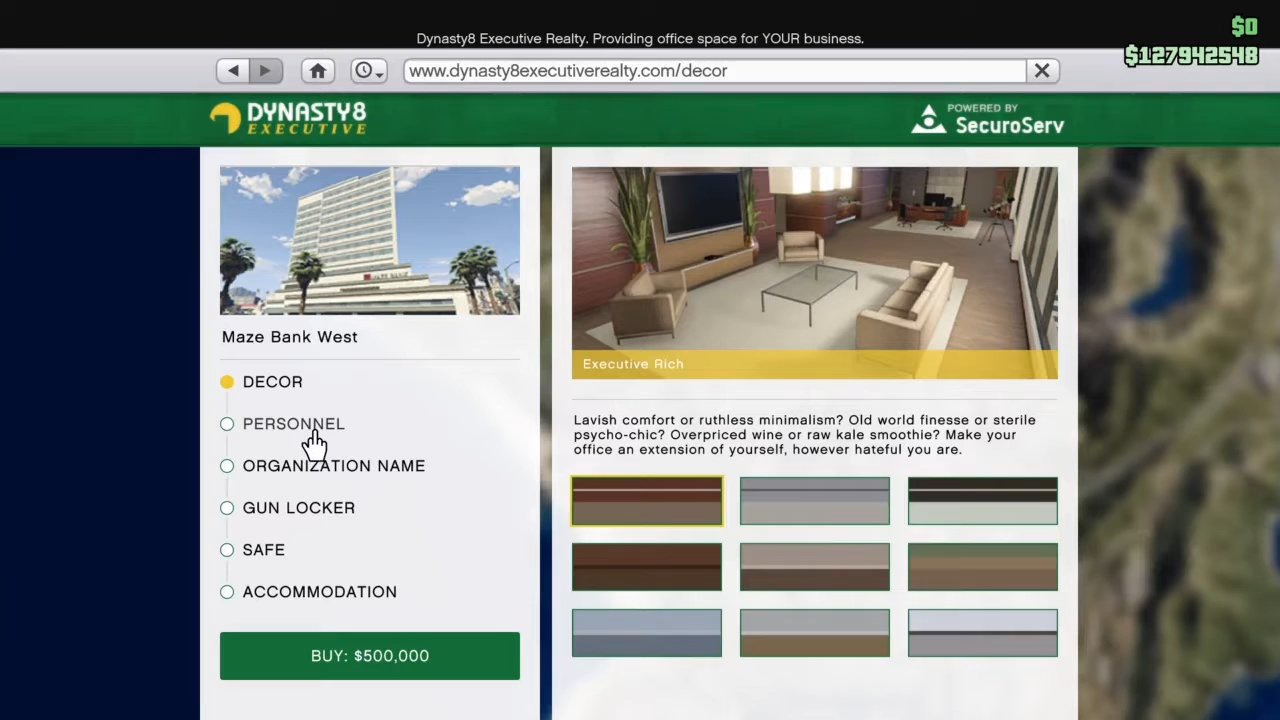 Dynasty8 Executive Realty. Providing office space for YOUR business.
$0
$127942548
www.dynasty8executiverealty.com/decor
DYNASTY8
EXECUTIVE
POWERED BY
SecuroServ
MAZE BANK
Maze Bank West
DECOR
PERSONNEL
ORGANIZATION NAME
GUN LOCKER
SAFE
ACCOMMODATION
BUY: $500,000
Executive Rich
Lavish comfort or ruthless minimalism? Old world finesse or sterile
psycho-chic? Overpriced wine or raw kale smoothie? Make your
office an extension of yourself, however hateful you are.